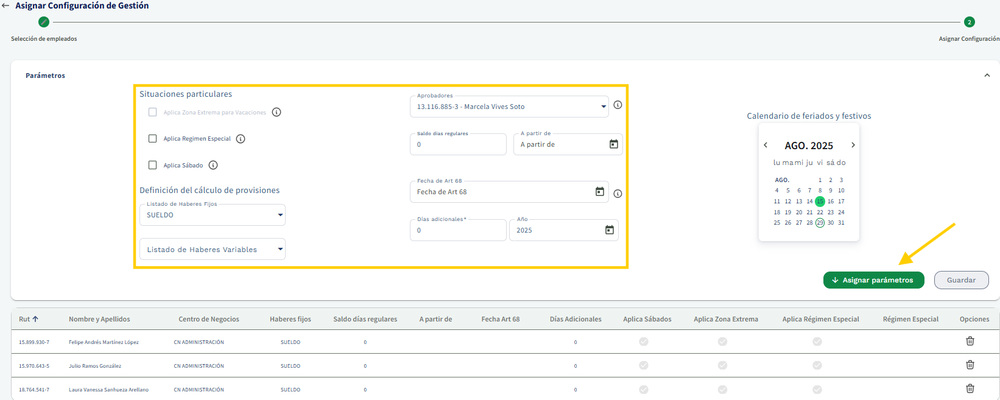 Asignar Configuración de Gestión
2
Selección de empleados
Asignar Configuración
Parámetros
Situaciones particulares
Aplica Zona Extrema para Vacaciones
Aplica Regimen Especial
Aplica Sábado
Definición del cálculo de provisiones
Listado de Haberes Fijos
SUELDO
Listado de Haberes Variables
Aprobadores
13.116.885-3 - Marcela Vives Soto
Saldo días regulares
0
A partir de
A partir de
Fecha de Art 68
Fecha de Art 68
Días adicionales*
0
Año
2025
Calendario de feriados y festivos
AGO. 2025
lu ma mi ju vi sá do
AGO. 1 2 3
4 5 6 7 8 9 10
11 12 13 14 15 16 17
18 19 20 21 22 23 24
25 26 27 28 29 30 31
Asignar parámetros
Guardar
Rut Nombre y Apellidos Centro de Negocios Haberes fijos Saldo días regulares A partir de Fecha Art 68 Días Adicionales Aplica Sábados Aplica Zona Extrema Aplica Régimen Especial Régimen Especial Opciones
15.899.930-7 Felipe Andrés Martínez López CN ADMINISTRACIÓN SUELDO 0 0
15.970.643-5 Julio Ramos González CN ADMINISTRACIÓN SUELDO 0 0
18.764.541-7 Laura Vanessa Sanhueza Arellano CN ADMINISTRACIÓN SUELDO 0 0